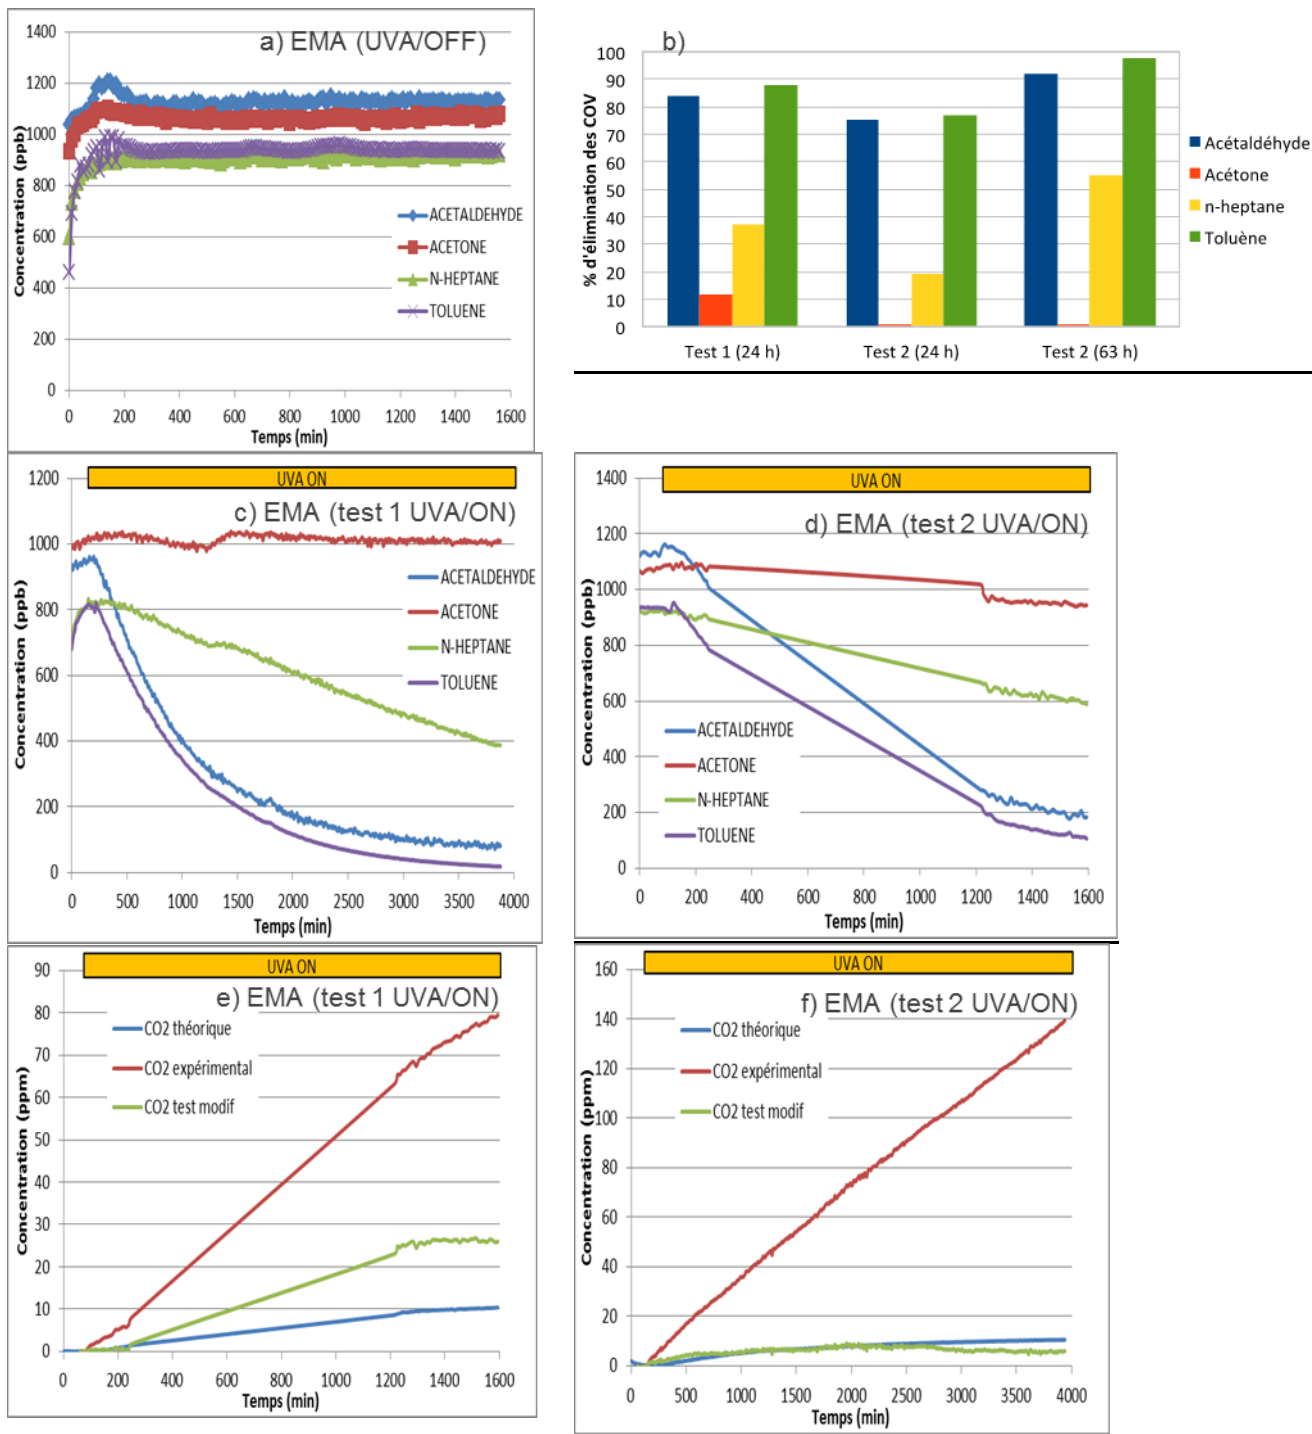 a) EMA (UVA/OFF)
Concentration (ppb)
1400
1200
1000
800
600
400
200
0
ACETALDEHYDE
ACETONE
N-HEPTANE
TOLUENE
0 200 400 600 800 1000 1200 1400 1600
Temps (min)
b)
% d'élimination des COV
100
90
80
70
60
50
40
30
20
10
0
Test 1 (24 h) Test 2 (24 h) Test 2 (63 h)
Acétaldéhyde
Acétone
n-heptane
Toluène
UVA ON
c) EMA (test 1 UVA/ON)
Concentration (ppb)
1200
1000
800
600
400
200
0
ACETALDEHYDE
ACETONE
N-HEPTANE
TOLUENE
0 500 1000 1500 2000 2500 3000 3500 4000
Temps (min)
UVA ON
d) EMA (test 2 UVA/ON)
Concentration (ppb)
1400
1200
1000
800
600
400
200
0
ACETALDEHYDE
ACETONE
N-HEPTANE
TOLUENE
0 200 400 600 800 1000 1200 1400 1600
Temps (min)
UVA ON
e) EMA (test 1 UVA/ON)
Concentration (ppm)
90
80
70
60
50
40
30
20
10
0
CO2 théorique
CO2 expérimental
CO2 test modif
0 200 400 600 800 1000 1200 1400 1600
Temps (min)
UVA ON
f) EMA (test 2 UVA/ON)
Concentration (ppm)
160
140
120
100
80
60
40
20
0
CO2 théorique
CO2 expérimental
CO2 test modif
0 500 1000 1500 2000 2500 3000 3500 4000
Temps (min)